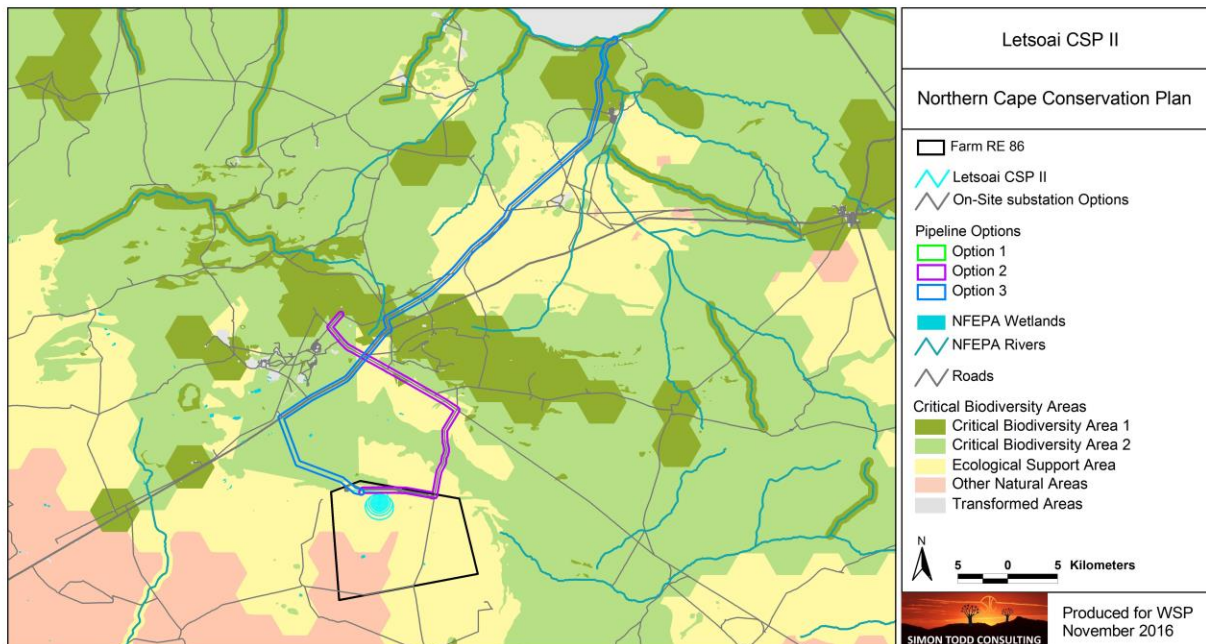 Letsoai CSP II
Northern Cape Conservation Plan
Farm RE 86
Letsoai CSP II
On-Site substation Options
Pipeline Options
Option 1
Option 2
Option 3
NFEPA Wetlands
NFEPA Rivers
Roads
Critical Biodiversity Areas
Critical Biodiversity Area 1
Critical Biodiversity Area 2
Ecological Support Area
Other Natural Areas
Transformed Areas
N
5 0 5 Kilometers
SIMON TODD CONSULTING
Produced for WSP
November 2016